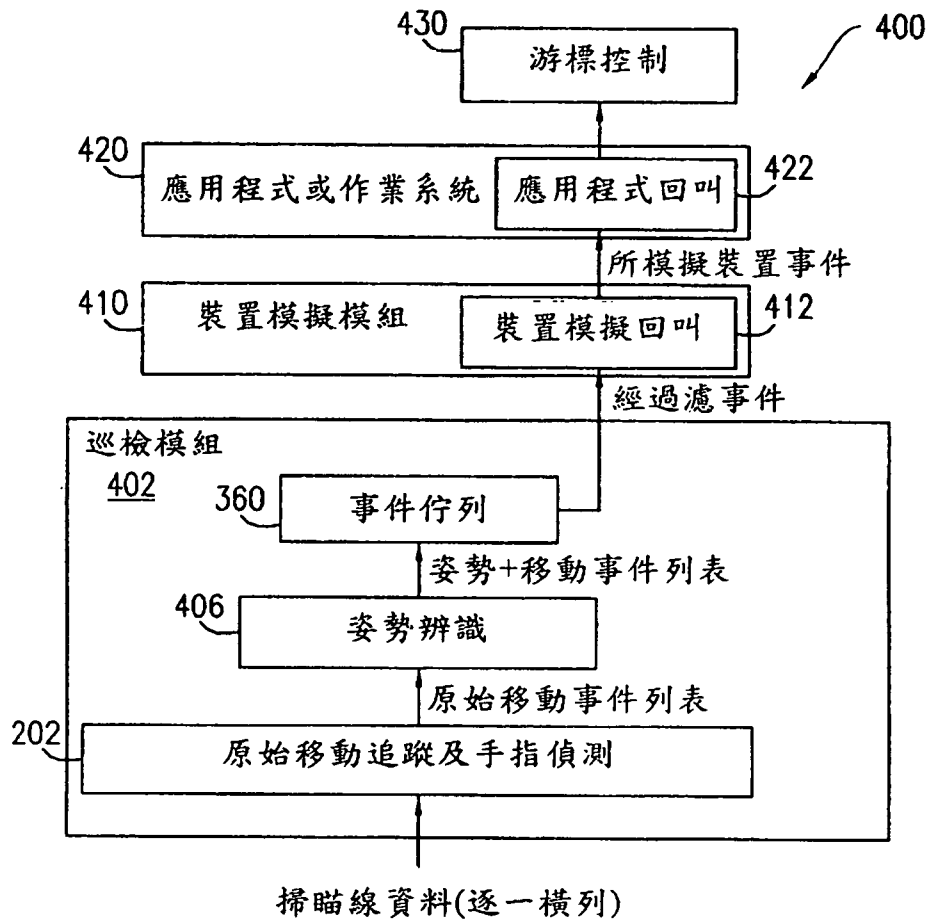 430
400
游標控制
420
應用程式或作業系統
應用程式回叫
422
所模擬裝置事件
410
裝置模擬模組
裝置模擬回叫
412
經過濾事件
巡檢模組
402
360
事件佇列
姿勢+移動事件列表
406
姿勢辨識
原始移動事件列表
202
原始移動追蹤及手指偵測
掃瞄線資料(逐一橫列)